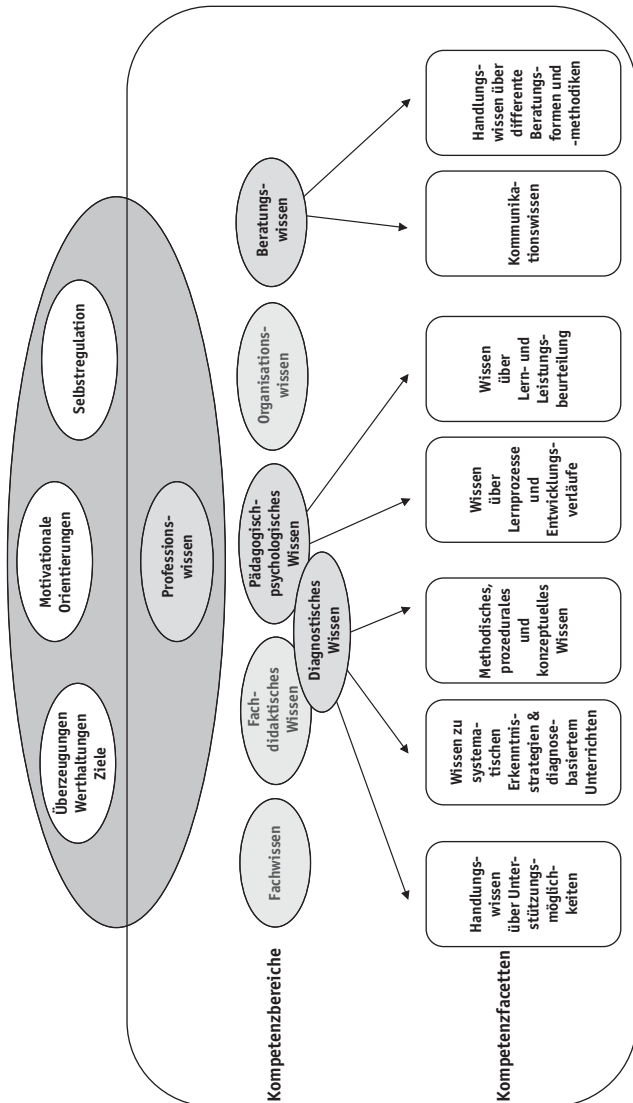 Überzeugungen
Werthaltungen
Ziele
Motivationale
Orientierungen
Selbstregulation
Professions-
wissen
Kompetenzbereiche
Fachwissen
Fach-
didaktisches
Wissen
Pädagogisch-
psychologisches
Wissen
Diagnostisches
Wissen
Organisations-
wissen
Beratungs-
wissen
Kompetenzfacetten
Handlungs-
wissen
über Unter-
stützungs-
möglich-
keiten
Wissen zu
systema-
tischen
Erkenntnis-
strategien &
diagnose-
basiertem
Unterrichten
Methodisches,
prozedurales
und
konzeptuelles
Wissen
Wissen
über
Lernprozesse
und
Entwicklungs-
verläufe
Wissen
über
Lern- und
Leistungs-
beurteilung
Kommunika-
tionswissen
Handlungs-
wissen über
differente
Beratungs-
formen und
-methodiken